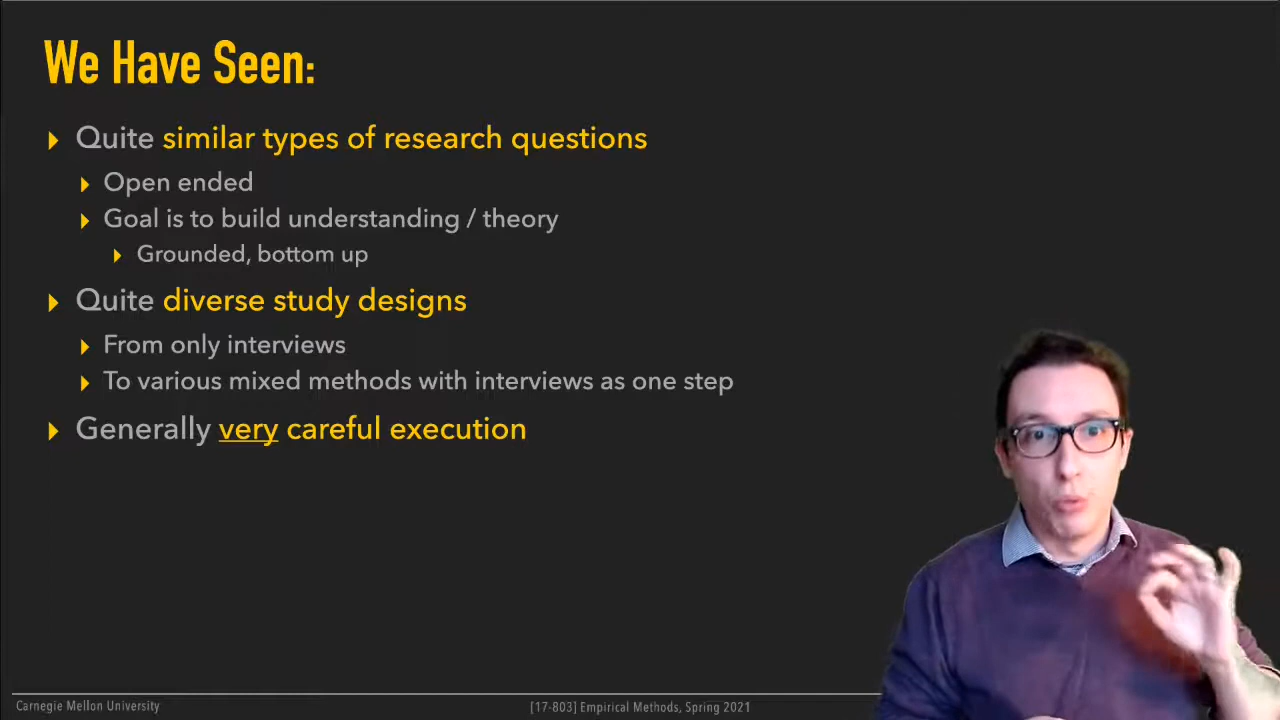 We Have Seen:
Quite similar types of research questions
Open ended
Goal is to build understanding / theory
Grounded, bottom up
Quite diverse study designs
From only interviews
To various mixed methods with interviews as one step
Generally very careful execution
Carnegie Mellon University
[17-803] Empirical Methods, Spring 2021